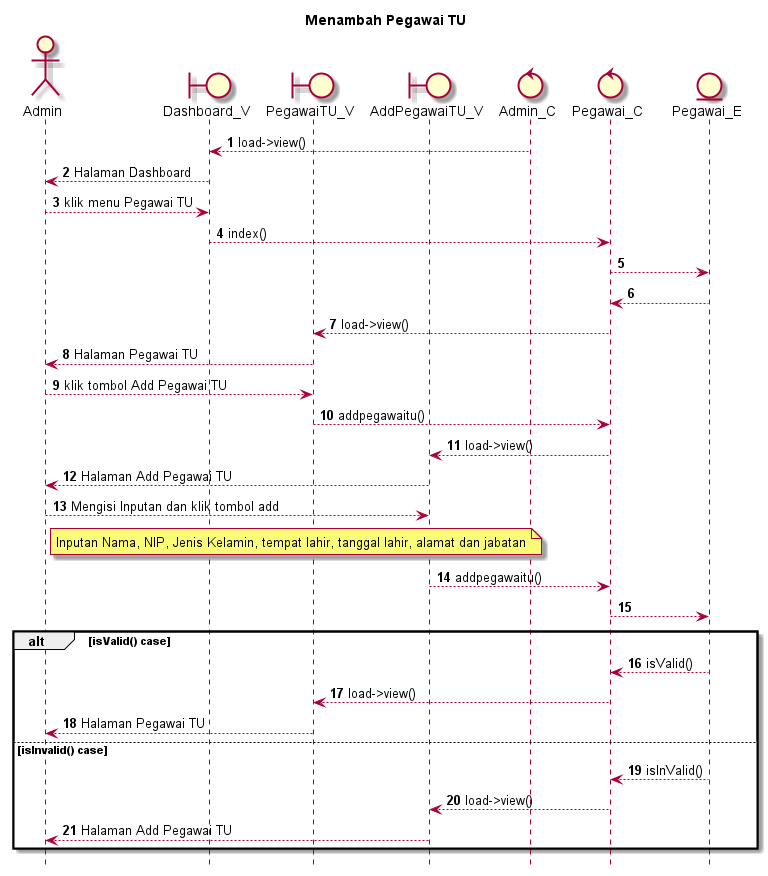 Menambah Pegawai TU
Admin
Dashboard_V
PegawaiTU_V
AddPegawaiTU_V
Admin_C
Pegawai_C
Pegawai_E
1 load->view()
2 Halaman Dashboard
3 klik menu Pegawai TU
4 index()
5
6
7 load->view()
8 Halaman Pegawai TU
9 klik tombol Add Pegawai TU
10 addpegawaitu()
11 load->view()
12 Halaman Add Pegawai TU
13 Mengisi Inputan dan klik tombol add
Inputan Nama, NIP, Jenis Kelamin, tempat lahir, tanggal lahir, alamat dan jabatan
14 addpegawaitu()
15
alt [isValid() case]
16 isValid()
17 load->view()
18 Halaman Pegawai TU
[isInvalid() case]
19 isInValid()
20 load->view()
21 Halaman Add Pegawai TU